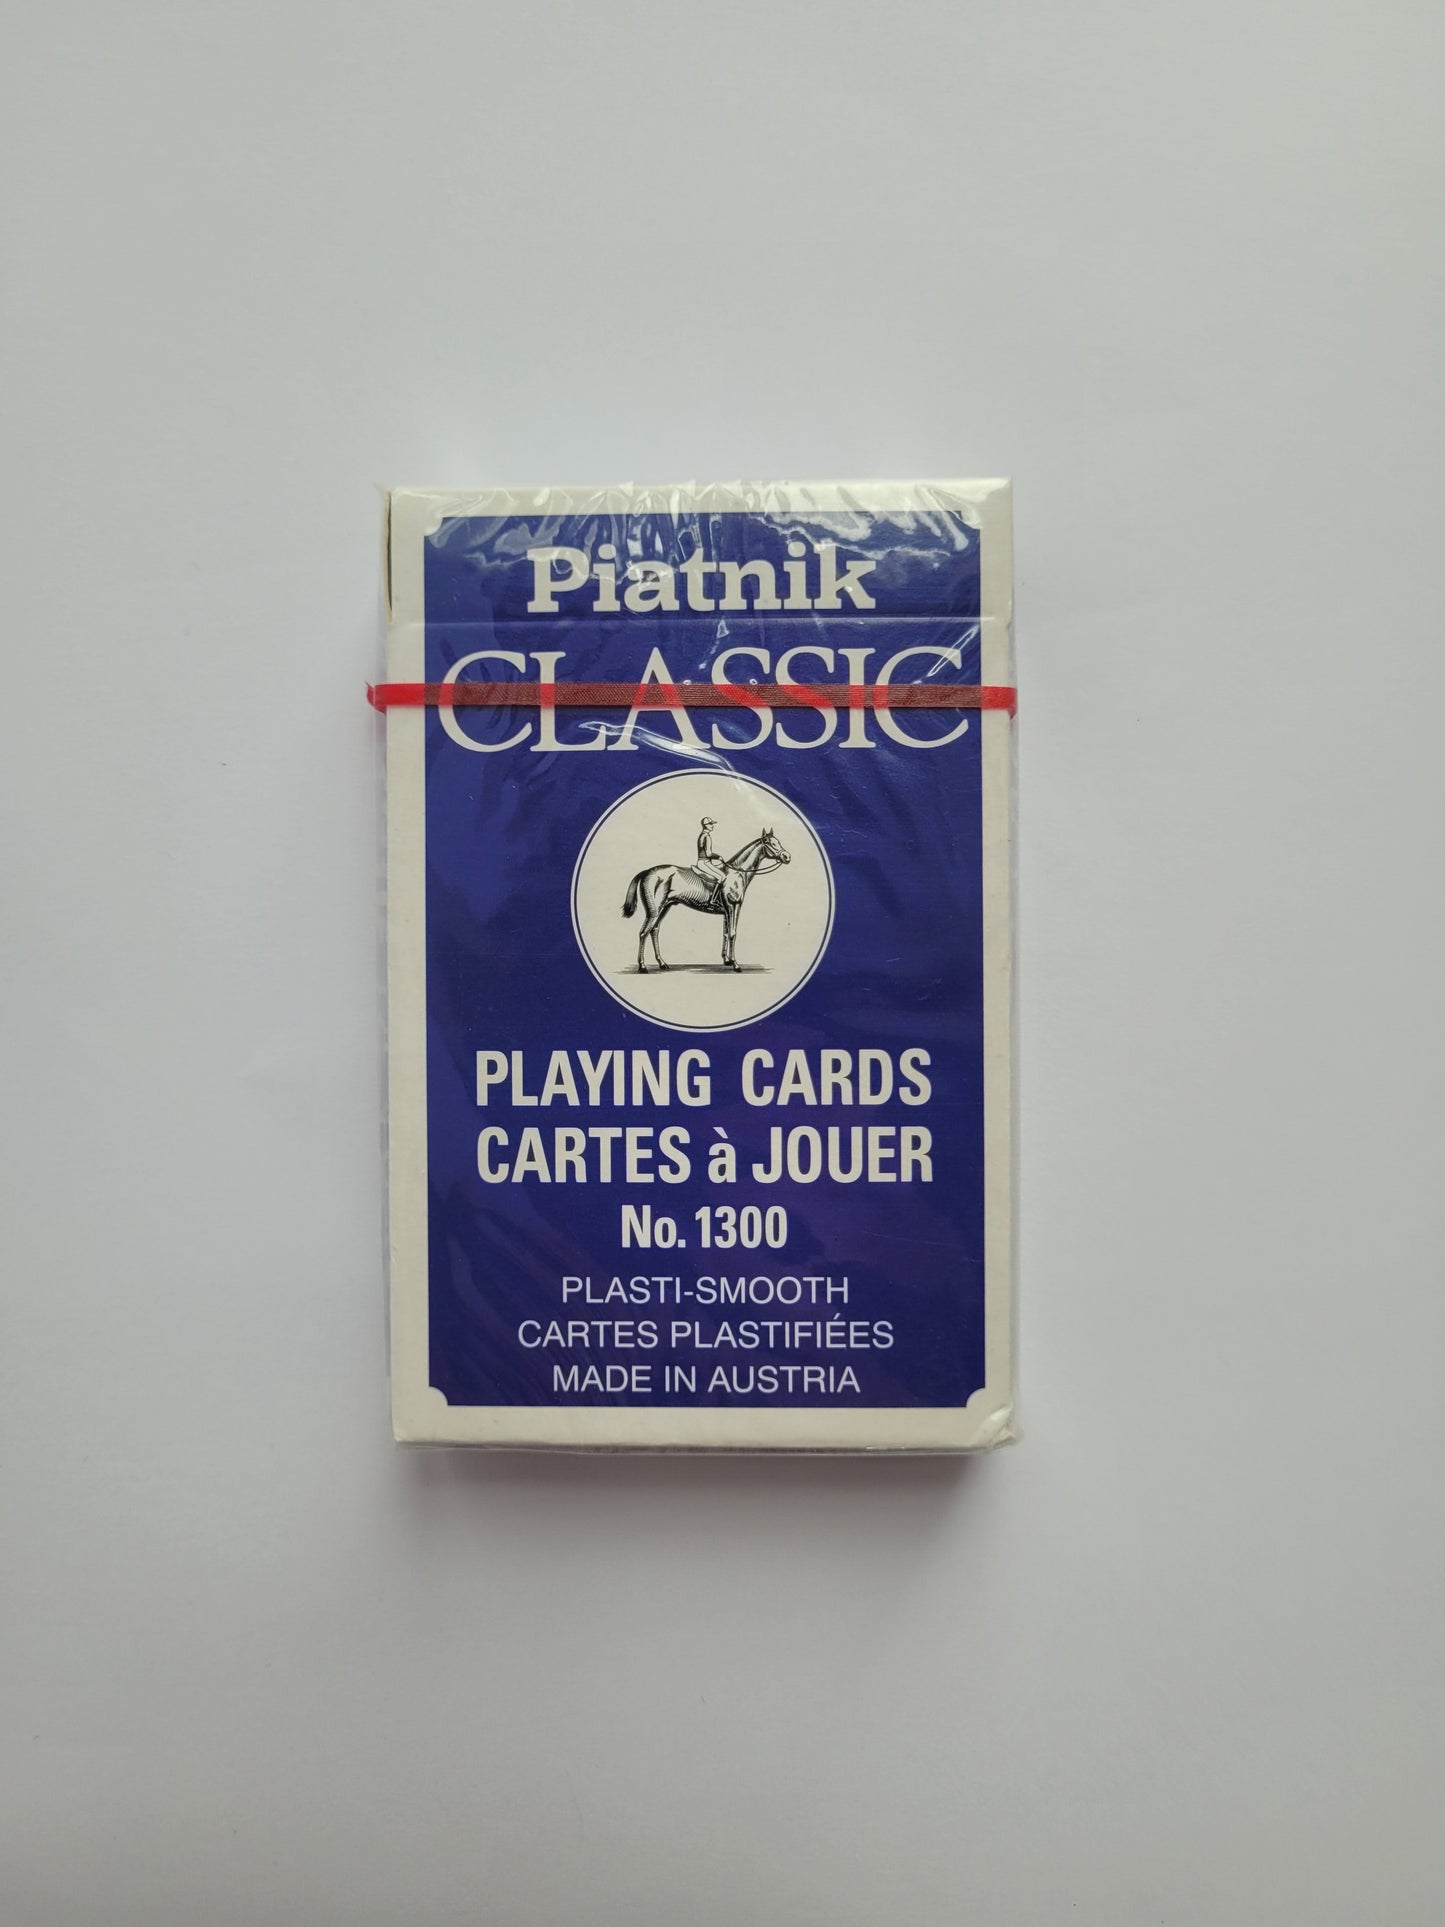 Piatnik
CLASSIC
PLAYING CARDS
CARTES à JOUER
No. 1300
PLASTI-SMOOTH
CARTES PLASTIFIÉES
MADE IN AUSTRIA